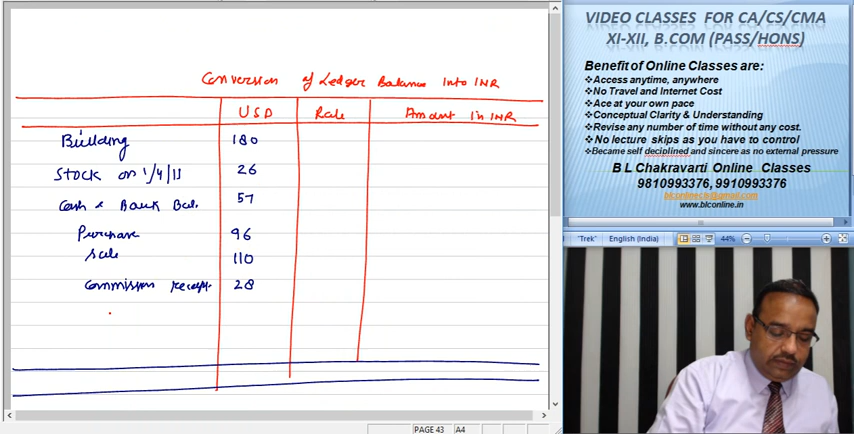 Conversion of Ledger Balance into INR
USD Rate Amount in INR
Building 180
Stock on 1/4/11 26
Cash & Bank Bal. 57
Purchase 96
Sale 110
Commission Receipt 28
PAGE 43 A4
VIDEO CLASSES FOR CA/CS/CMA
XI-XII, B.COM (PASS/HONS)
Benefit of Online Classes are:
❖Access anytime, anywhere
❖No Travel and Internet Cost
❖Ace at your own pace
❖Conceptual Clarity & Understanding
❖Revise any number of time without any cost.
❖No lecture skips as you have to control
❖Became self deciplined and sincere as no external pressure
B L Chakravarti Online Classes
9810993376, 9910993376
blconlinectb@gmail.com
www.blconline.in
"Trek" English (India) 44%